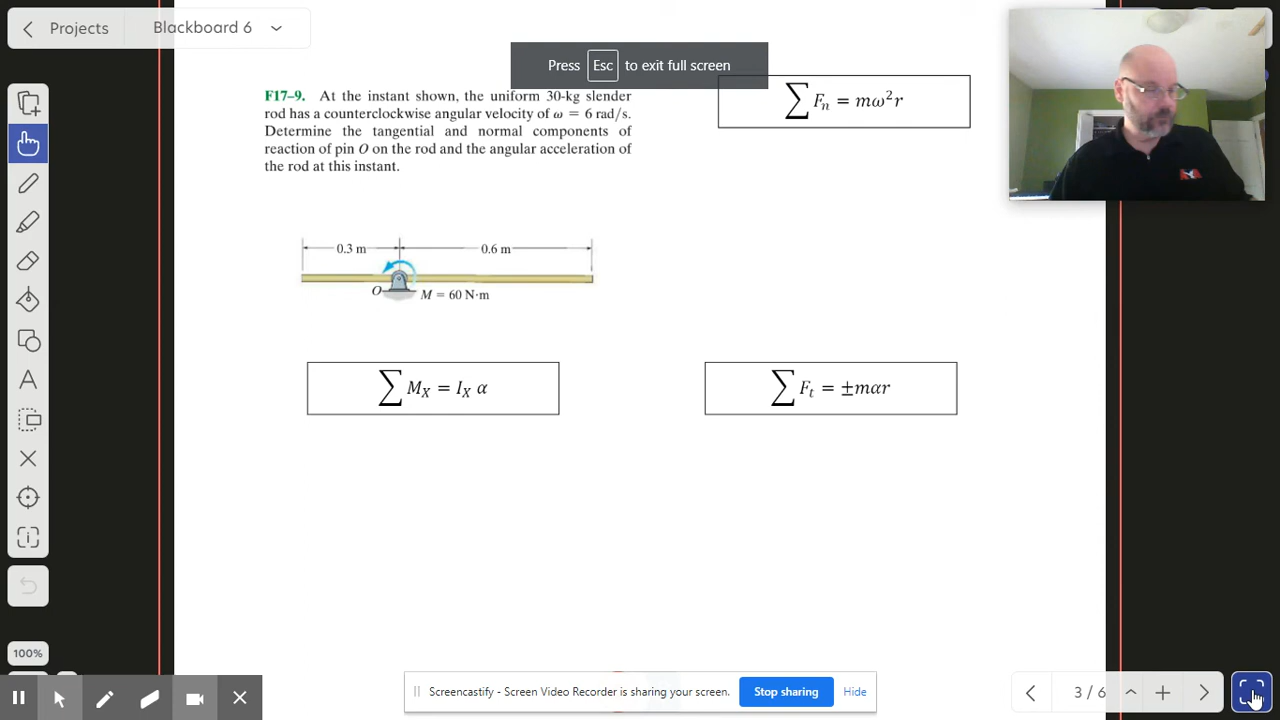 Projects
Blackboard 6
Press Esc to exit full screen
F17–9. At the instant shown, the uniform 30-kg slender
rod has a counterclockwise angular velocity of ω = 6 rad/s.
Determine the tangential and normal components of
reaction of pin O on the rod and the angular acceleration of
the rod at this instant.
∑ Fn = mω²r
0.3 m
0.6 m
O
M = 60 N·m
∑ MX = IX α
∑ Ft = ±mαr
A
100%
Screencastify - Screen Video Recorder is sharing your screen.
Stop sharing
Hide
3 / 6